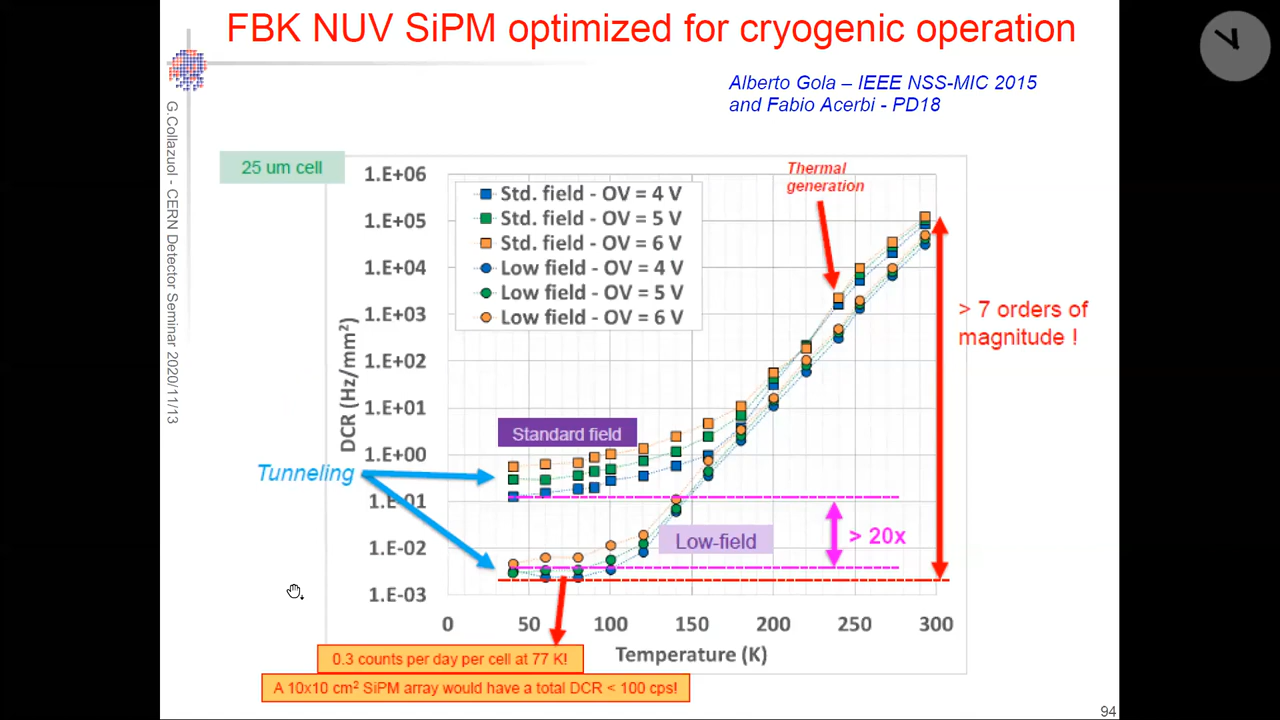 FBK NUV SiPM optimized for cryogenic operation
Alberto Gola – IEEE NSS-MIC 2015
and Fabio Acerbi - PD18
G.Collazuol - CERN Detector Seminar 2020/11/13
25 um cell
Thermal
generation
1.E+06
1.E+05
1.E+04
1.E+03
1.E+02
1.E+01
1.E+00
1.E-01
1.E-02
1.E-03
DCR (Hz/mm²)
Std. field - OV = 4 V
Std. field - OV = 5 V
Std. field - OV = 6 V
Low field - OV = 4 V
Low field - OV = 5 V
Low field - OV = 6 V
> 7 orders of
magnitude !
Standard field
Tunneling
> 20x
Low-field
0 50 100 150 200 250 300
Temperature (K)
0.3 counts per day per cell at 77 K!
A 10x10 cm² SiPM array would have a total DCR < 100 cps!
94